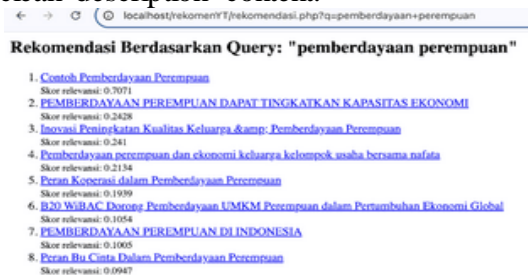 localhost/rekomenYT/rekomendasi.php?q=pemberdayaan+perempuan
Rekomendasi Berdasarkan Query: "pemberdayaan perempuan"
1. Contoh Pemberdayaan Perempuan
Skor relevansi: 0.7071
2. PEMBERDAYAAN PEREMPUAN DAPAT TINGKATKAN KAPASITAS EKONOMI
Skor relevansi: 0.2428
3. Inovasi Peningkatan Kualitas Keluarga &amp; Pemberdayaan Perempuan
Skor relevansi: 0.241
4. Pemberdayaan perempuan dan ekonomi keluarga kelompok usaha bersama nafata
Skor relevansi: 0.2134
5. Peran Koperasi dalam Pemberdayaan Perempuan
Skor relevansi: 0.1939
6. B20 WiBAC Dorong Pemberdayaan UMKM Perempuan dalam Pertumbuhan Ekonomi Global
Skor relevansi: 0.1054
7. PEMBERDAYAAN PEREMPUAN DI INDONESIA
Skor relevansi: 0.1005
8. Peran Bu Cinta Dalam Pemberdayaan Perempuan
Skor relevansi: 0.0947